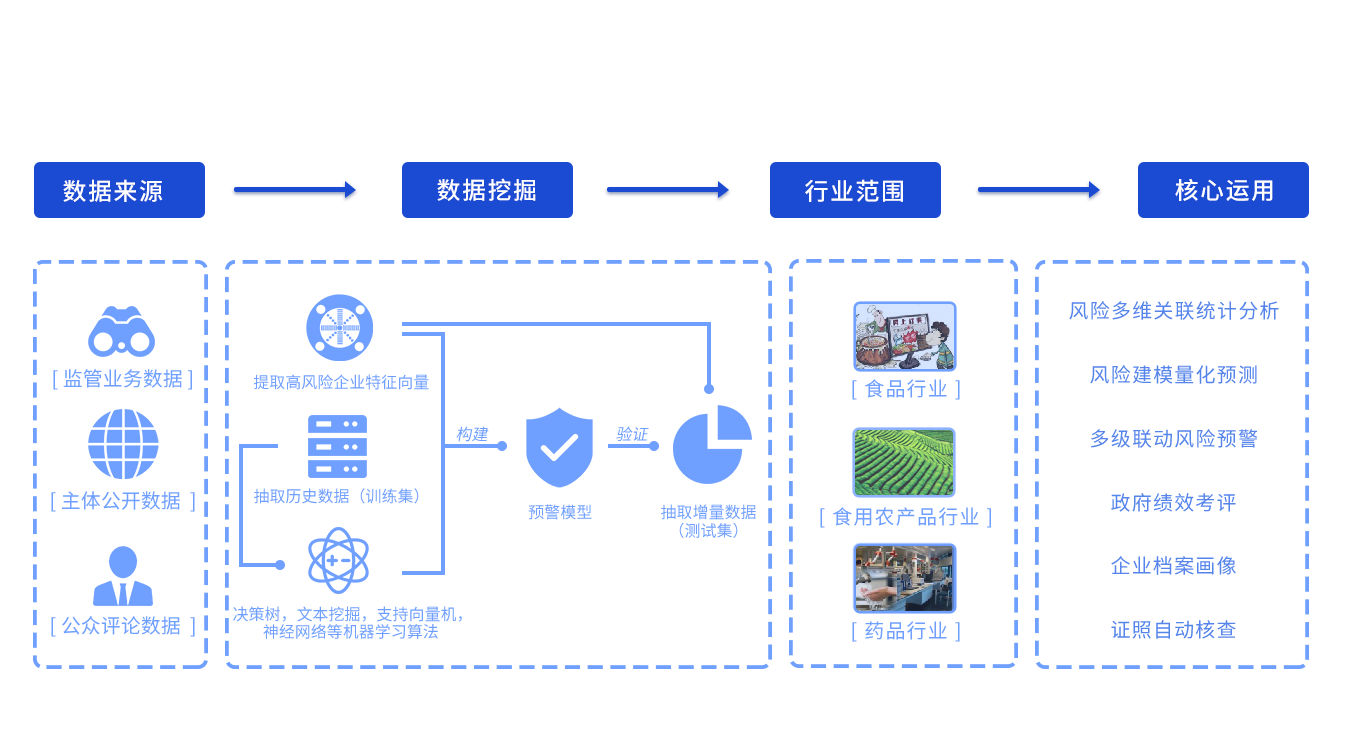 数据来源
数据挖掘
行业范围
核心运用
[ 监管业务数据 ]
[ 主体公开数据 ]
[ 公众评论数据 ]
提取高风险企业特征向量
抽取历史数据（训练集）
决策树，文本挖掘，支持向量机，
神经网络等机器学习算法
构建
预警模型
验证
抽取增量数据
（测试集）
[ 食品行业 ]
[ 食用农产品行业 ]
[ 药品行业 ]
风险多维关联统计分析
风险建模量化预测
多级联动风险预警
政府绩效考评
企业档案画像
证照自动核查